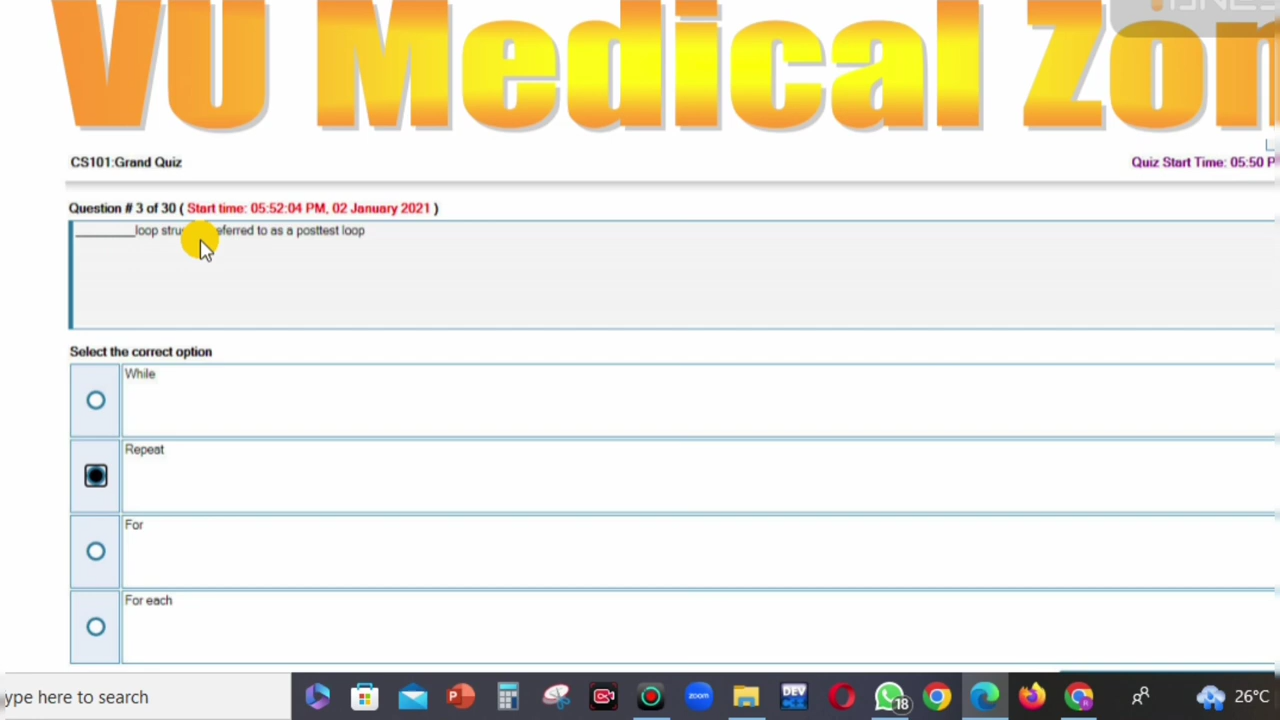 VU Medical Zon
CS101:Grand Quiz
Quiz Start Time: 05:50 P
Question # 3 of 30 ( Start time: 05:52:04 PM, 02 January 2021 )
loop stru eferred to as a posttest loop
Select the correct option
While
Repeat
For
For each
ype here to search
zoom
DEV
18
26°C